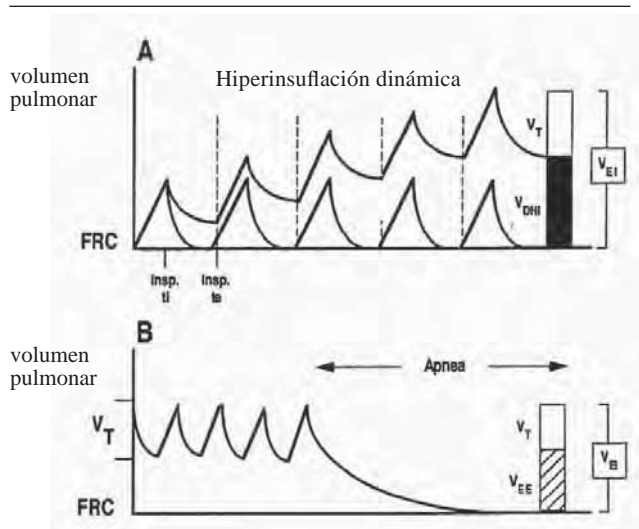 A
volumen
pulmonar
Hiperinsuflación dinámica
V_T
V_EI
V_DHI
FRC
Insp.
ti
Insp.
te
B
volumen
pulmonar
Apnea
V_T
V_T
V_EI
V_EE
FRC